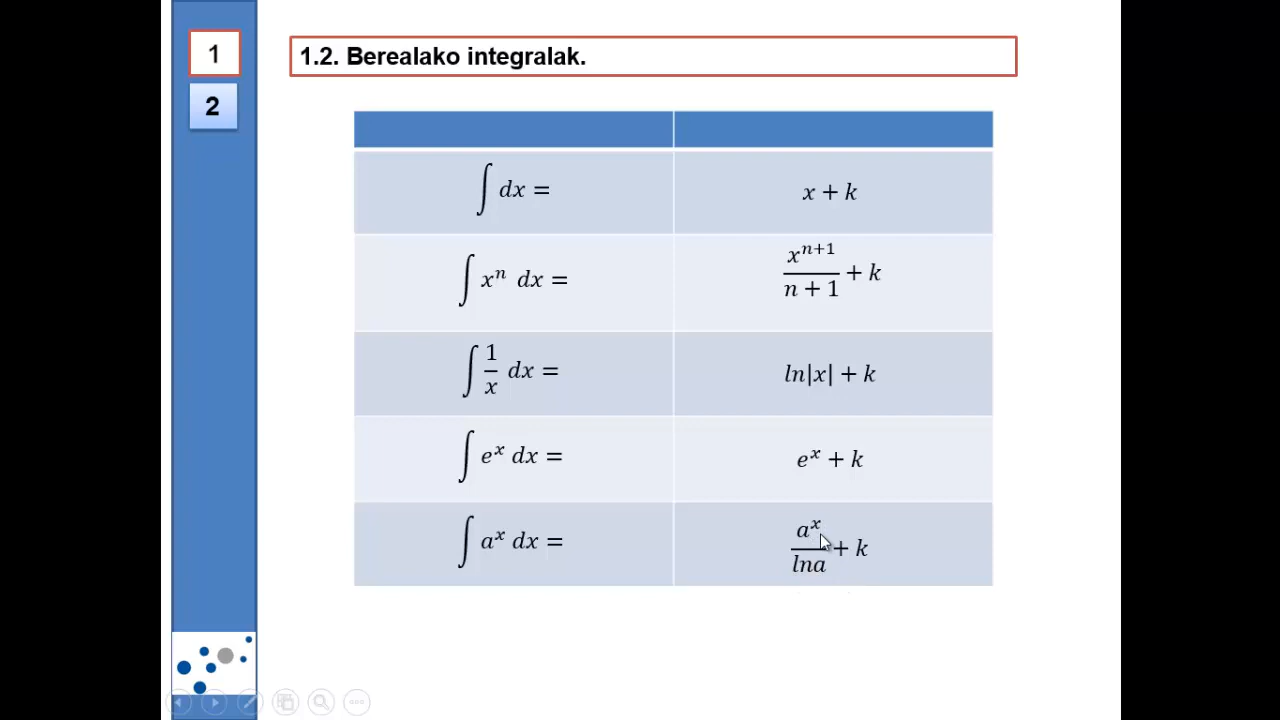 1
2
1.2. Berealako integralak.
∫ dx = x + k
∫ xⁿ dx = xⁿ⁺¹/(n + 1) + k
∫ 1/x dx = ln|x| + k
∫ eˣ dx = eˣ + k
∫ aˣ dx = aˣ/lna + k